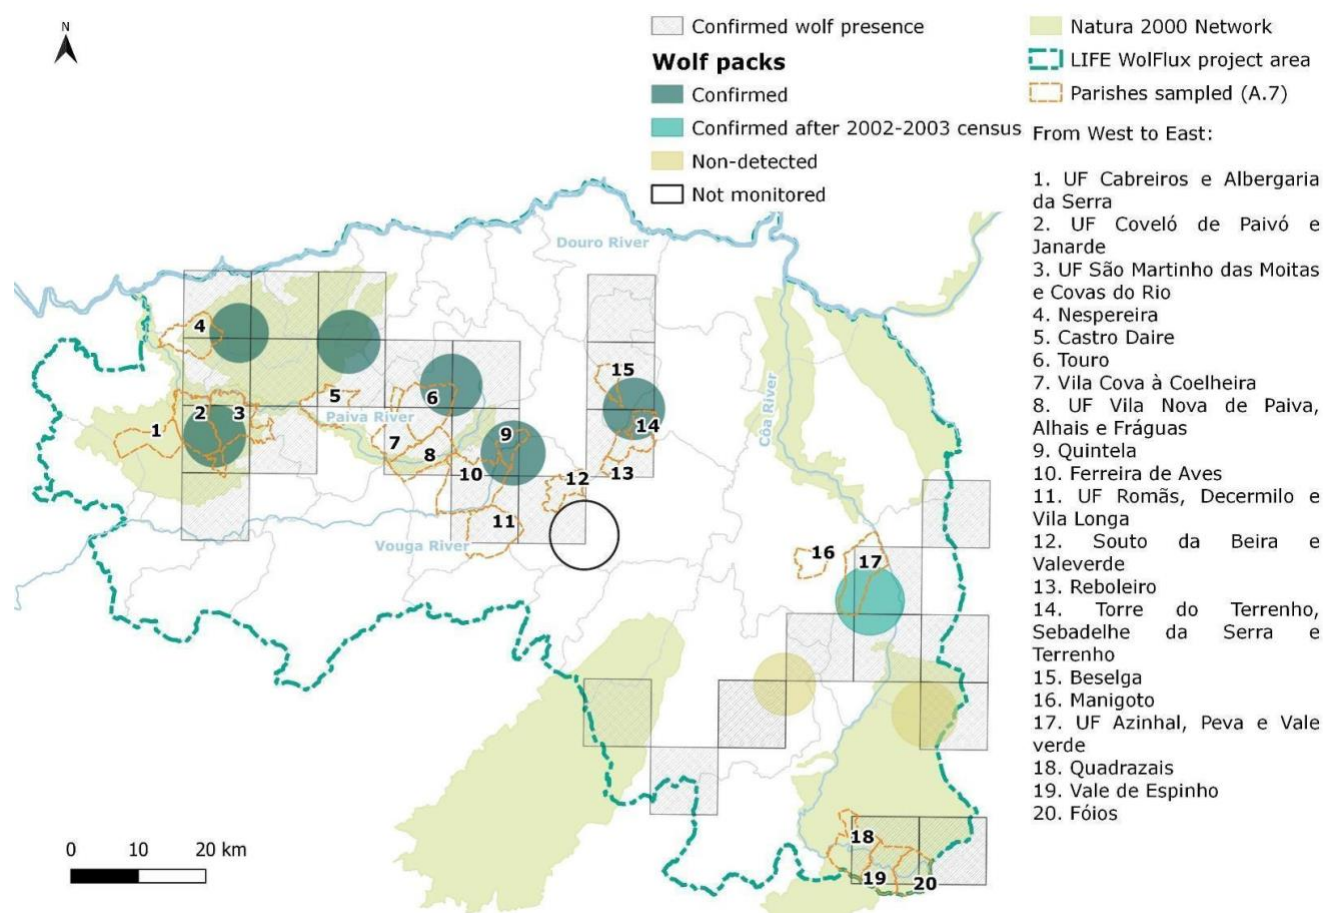 N
Confirmed wolf presence
Wolf packs
Confirmed
Confirmed after 2002-2003 census
Non-detected
Not monitored
Natura 2000 Network
LIFE WolFlux project area
Parishes sampled (A.7)
From West to East:
1. UF Cabreiros e Albergaria
da Serra
2. UF Coveló de Paivó e
Janarde
3. UF São Martinho das Moitas
e Covas do Rio
4. Nespereira
5. Castro Daire
6. Touro
7. Vila Cova à Coelheira
8. UF Vila Nova de Paiva,
Alhais e Fráguas
9. Quintela
10. Ferreira de Aves
11. UF Romãs, Decermilo e
Vila Longa
12. Souto da Beira e
Valeverde
13. Reboleiro
14. Torre do Terrenho,
Sebadelhe da Serra e
Terrenho
15. Beselga
16. Manigoto
17. UF Azinhal, Peva e Vale
verde
18. Quadrazais
19. Vale de Espinho
20. Fóios
Douro River
4
15
5
6
Paiva River
Côa River
1
2
3
7
8
9
14
10
12
13
11
Vouga River
16
17
18
19
20
0 10 20 km